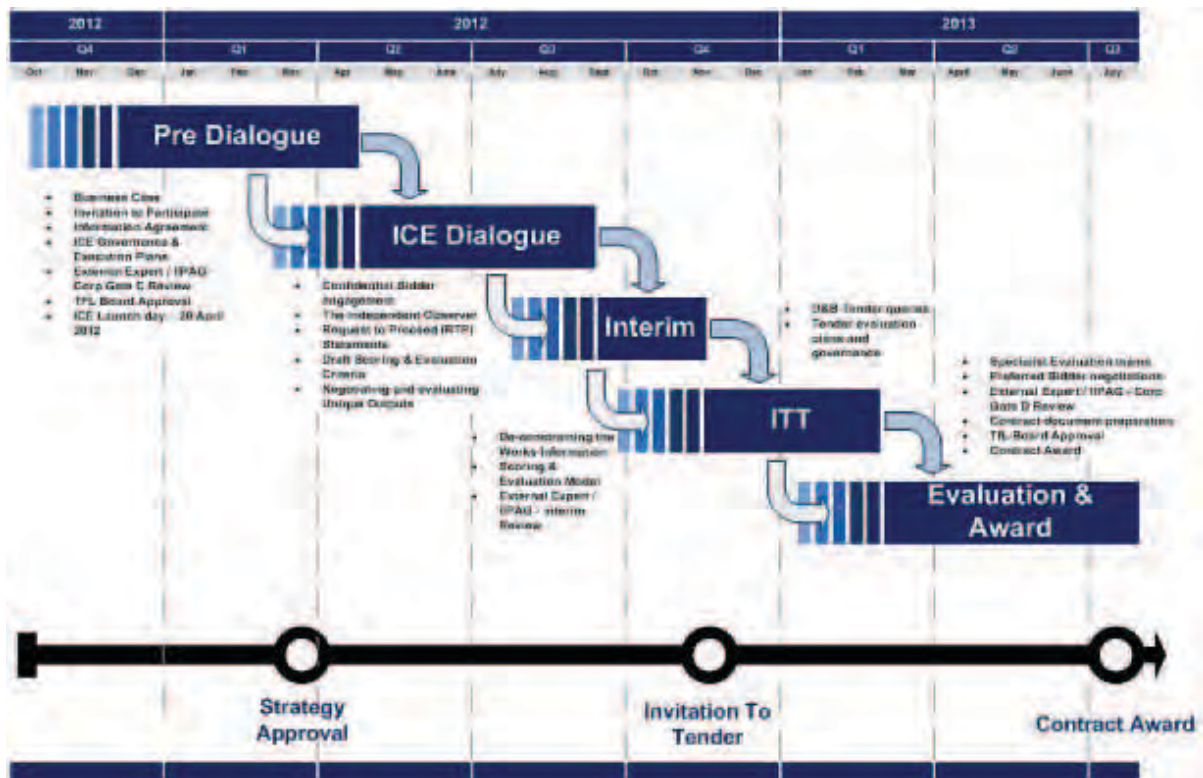 2012 2012 2013
Q4 Q1 Q2 Q3 Q4 Q1 Q2 Q3
Oct Nov Dec Jan Feb Mar Apr May June July Aug Sept Oct Nov Dec Jan Feb Mar April May June July
Pre Dialogue
Business Case
Invitation to Participate
Information Agreement
ICE Governance &
Execution Plans
External Expert / IIPAG
Corp Gate C Review
TFL Board Approval
ICE Launch day – 20 April
2012
ICE Dialogue
Confidential Bidder
engagement
The Independent Observer
Request to Proceed (RTP)
Statements
Draft Scoring & Evaluation
Criteria
Negotiating and evaluating
Unique Outputs
Interim
De-constraining the
Works Information
Scoring &
Evaluation Model
External Expert /
IIPAG - interim
Review
ITT
D&B Tender queries
Tender evaluation
plans and
governance
Evaluation &
Award
Specialist Evaluation teams
Preferred Bidder negotiations
External Expert / IIPAG - Corp
Gate D Review
Contract document preparation
TfL Board Approval
Contract Award
Strategy
Approval
Invitation To
Tender
Contract Award